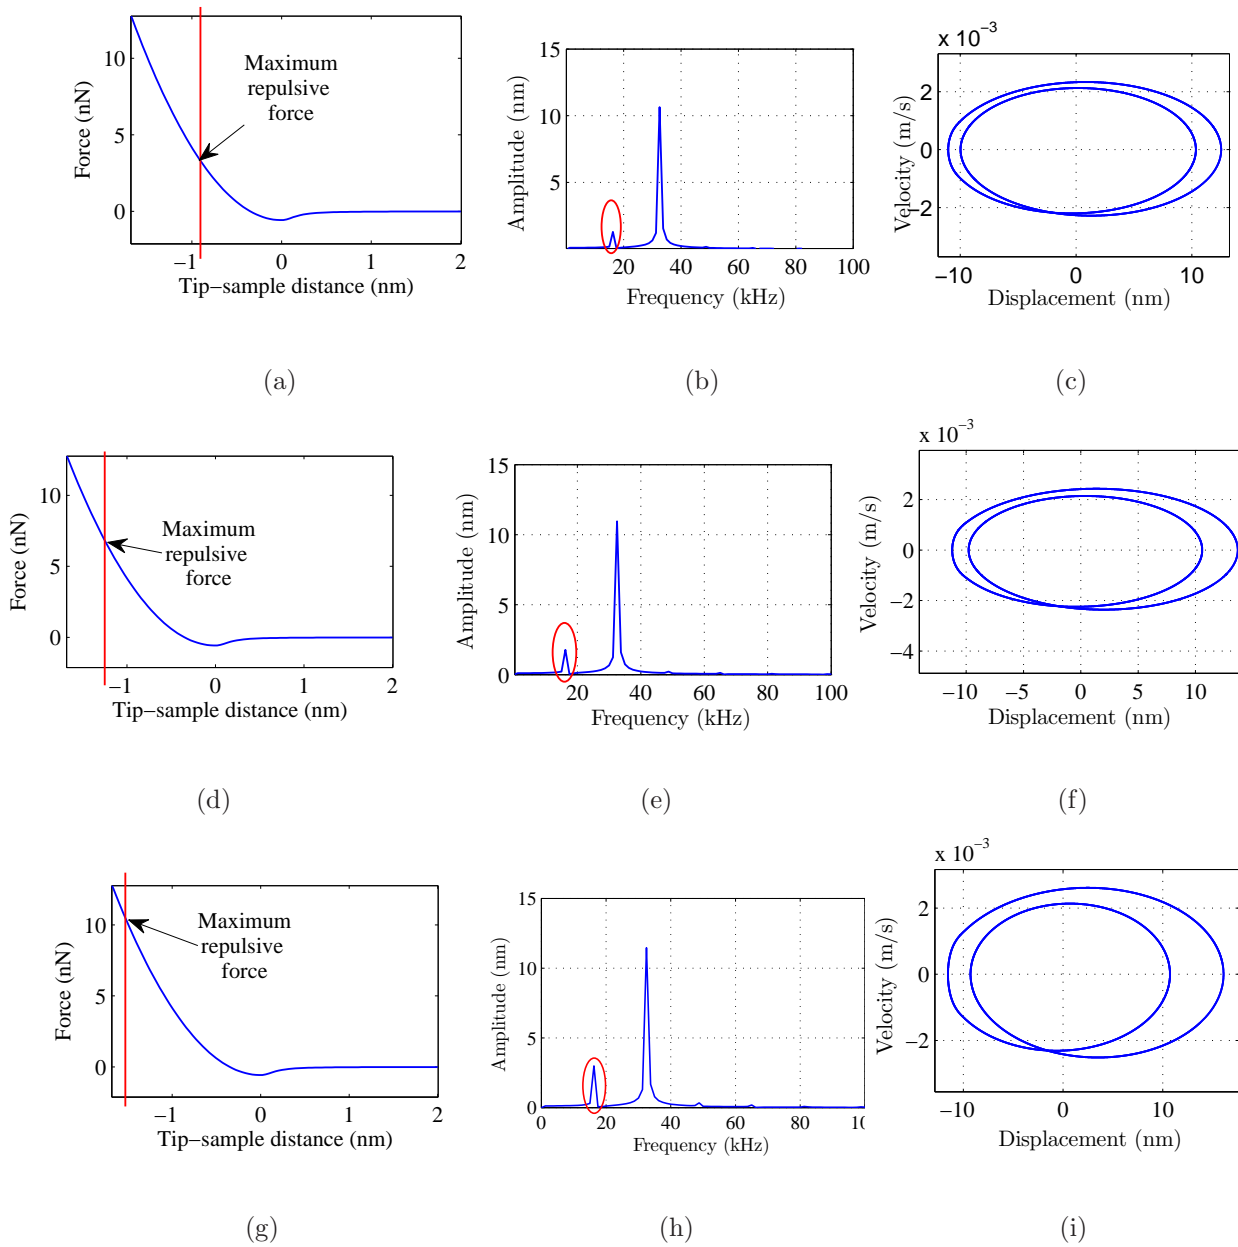 Force (nN)
10
5
0
−1
0
1
2
Tip−sample distance (nm)
Maximum
repulsive
force
(a)
Amplitude (nm)
15
10
5
20
40
60
80
100
Frequency (kHz)
(b)
x 10⁻³
Velocity (m/s)
2
0
−2
−10
0
10
Displacement (nm)
(c)
Force (nN)
10
5
0
−1
0
1
2
Tip−sample distance (nm)
Maximum
repulsive
force
(d)
Amplitude (nm)
15
10
5
0
20
40
60
80
100
Frequency (kHz)
(e)
x 10⁻³
Velocity (m/s)
2
0
−2
−4
−10
−5
0
5
10
Displacement (nm)
(f)
Force (nN)
10
5
0
−1
0
1
2
Tip−sample distance (nm)
Maximum
repulsive
force
(g)
Amplitude (nm)
15
10
5
0
0
20
40
60
80
10
Frequency (kHz)
(h)
x 10⁻³
Velocity (m/s)
2
0
−2
−10
0
10
Displacement (nm)
(i)